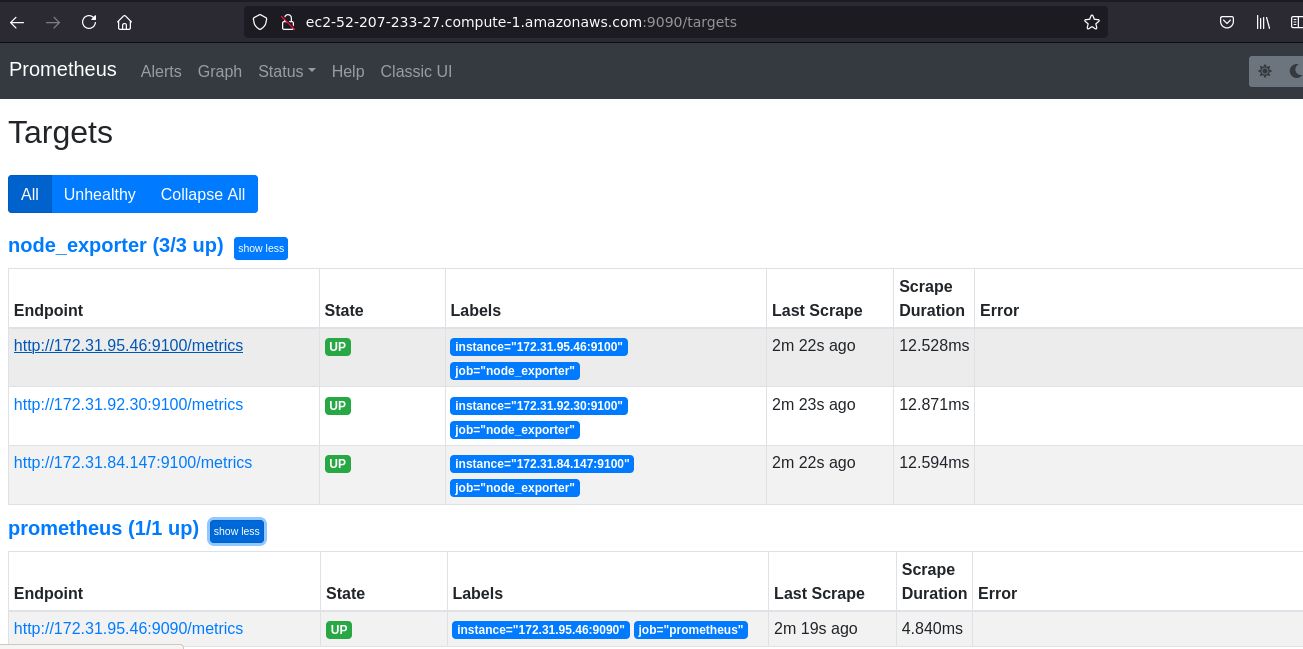 ec2-52-207-233-27.compute-1.amazonaws.com:9090/targets
Prometheus Alerts Graph Status Help Classic UI
Targets
All Unhealthy Collapse All
node_exporter (3/3 up) show less
Endpoint State Labels Last Scrape Scrape Duration Error
http://172.31.95.46:9100/metrics UP instance="172.31.95.46:9100" 2m 22s ago 12.528ms
job="node_exporter"
http://172.31.92.30:9100/metrics UP instance="172.31.92.30:9100" 2m 23s ago 12.871ms
job="node_exporter"
http://172.31.84.147:9100/metrics UP instance="172.31.84.147:9100" 2m 22s ago 12.594ms
job="node_exporter"
prometheus (1/1 up) show less
Endpoint State Labels Last Scrape Scrape Duration Error
http://172.31.95.46:9090/metrics UP instance="172.31.95.46:9090" job="prometheus" 2m 19s ago 4.840ms